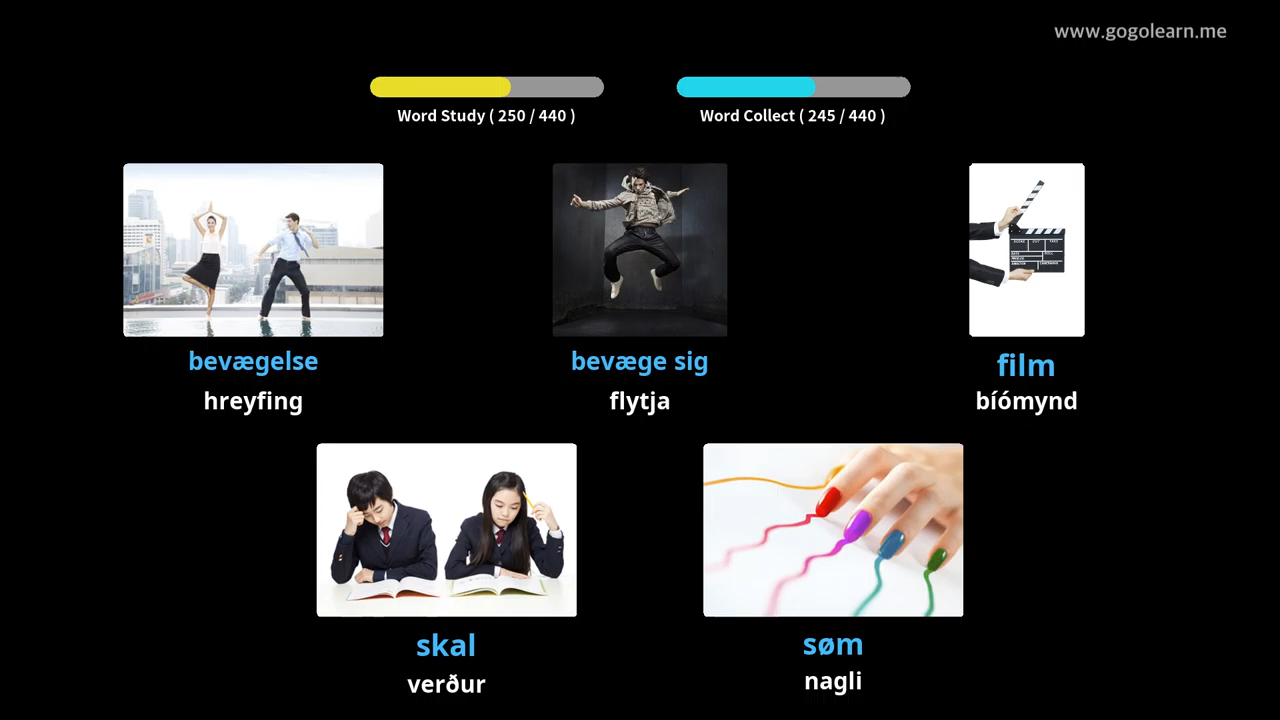 www.gogolearn.me
Word Study ( 250 / 440 )
Word Collect ( 245 / 440 )
bevægelse
hreyfing
bevæge sig
flytja
film
bíómynd
skal
verður
søm
nagli